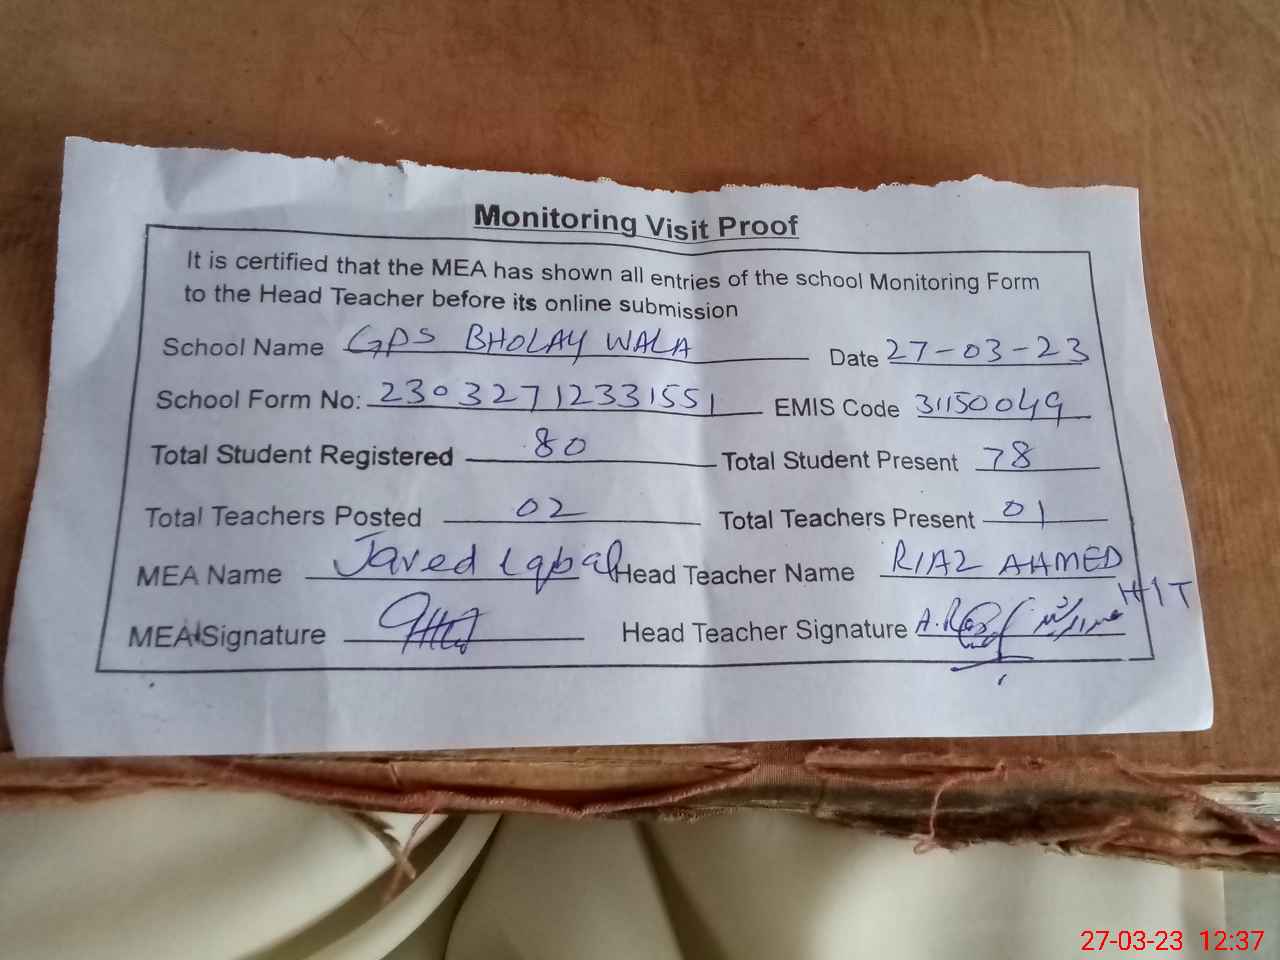 Monitoring Visit Proof
It is certified that the MEA has shown all entries of the school Monitoring Form
to the Head Teacher before its online submission
School Name GPS BHOLAY WALA Date 27-03-23
School Form No: 23032712331551 EMIS Code 31150049
Total Student Registered 80 Total Student Present 78
Total Teachers Posted 02 Total Teachers Present 01
MEA Name Javed Iqbal Head Teacher Name RIAZ AHMED
H/T
MEA Signature Head Teacher Signature
27-03-23 12:37